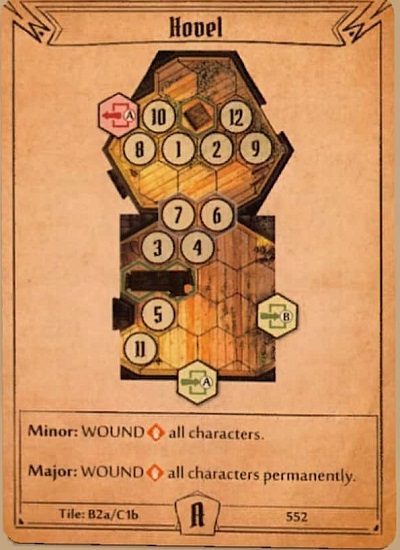 Hovel
A
10
12
8
1
2
9
7
6
3
4
5
B
11
A
Minor: WOUND all characters.
Major: WOUND all characters permanently.
Tile: B2a/C1b
A
552